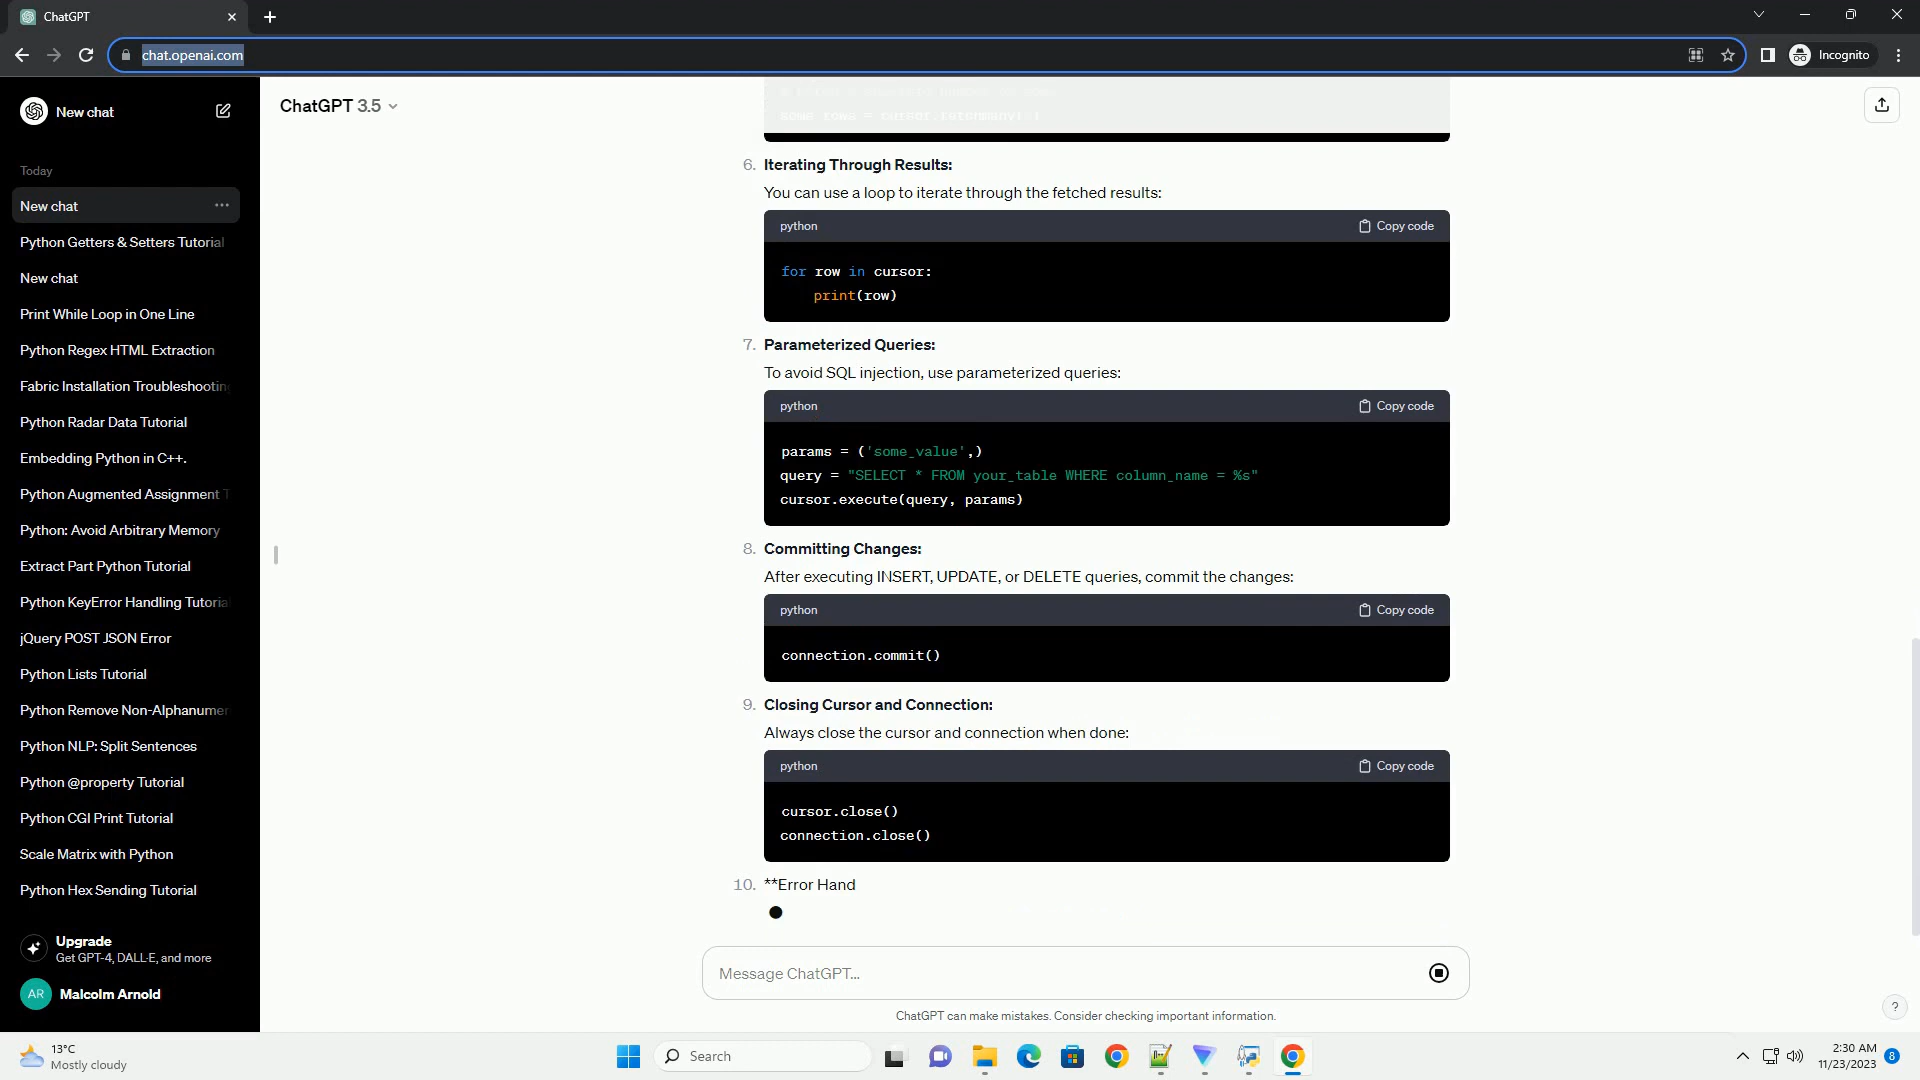 ChatGPT
chat.openai.com
Incognito
New chat
Today
New chat
Python Getters & Setters Tutorial
New chat
Print While Loop in One Line
Python Regex HTML Extraction
Fabric Installation Troubleshooting
Python Radar Data Tutorial
Embedding Python in C++.
Python Augmented Assignment T
Python: Avoid Arbitrary Memory
Extract Part Python Tutorial
Python KeyError Handling Tutorial
jQuery POST JSON Error
Python Lists Tutorial
Python Remove Non-Alphanumer
Python NLP: Split Sentences
Python @property Tutorial
Python CGI Print Tutorial
Scale Matrix with Python
Python Hex Sending Tutorial
Upgrade
Get GPT-4, DALL·E, and more
AR
Malcolm Arnold
ChatGPT 3.5
some_rows = cursor.fetchmany(
6. Iterating Through Results:
You can use a loop to iterate through the fetched results:
python
Copy code
for row in cursor:
print(row)
7. Parameterized Queries:
To avoid SQL injection, use parameterized queries:
python
Copy code
params = ('some_value',)
query = "SELECT * FROM your_table WHERE column_name = %s"
cursor.execute(query, params)
8. Committing Changes:
After executing INSERT, UPDATE, or DELETE queries, commit the changes:
python
Copy code
connection.commit()
9. Closing Cursor and Connection:
Always close the cursor and connection when done:
python
Copy code
cursor.close()
connection.close()
10. **Error Hand
Message ChatGPT...
ChatGPT can make mistakes. Consider checking important information.
?
13°C
Mostly cloudy
Search
2:30 AM
11/23/2023
8